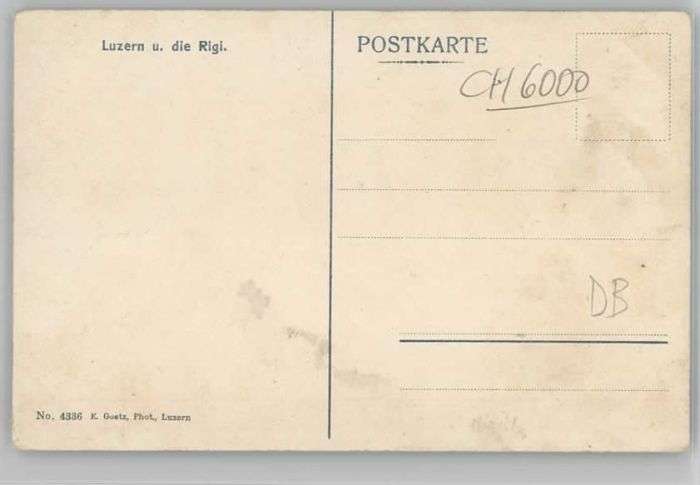 Luzern u. die Rigi.
POSTKARTE
CH 6000
DB
No. 4336 E. Goetz, Phot., Luzern